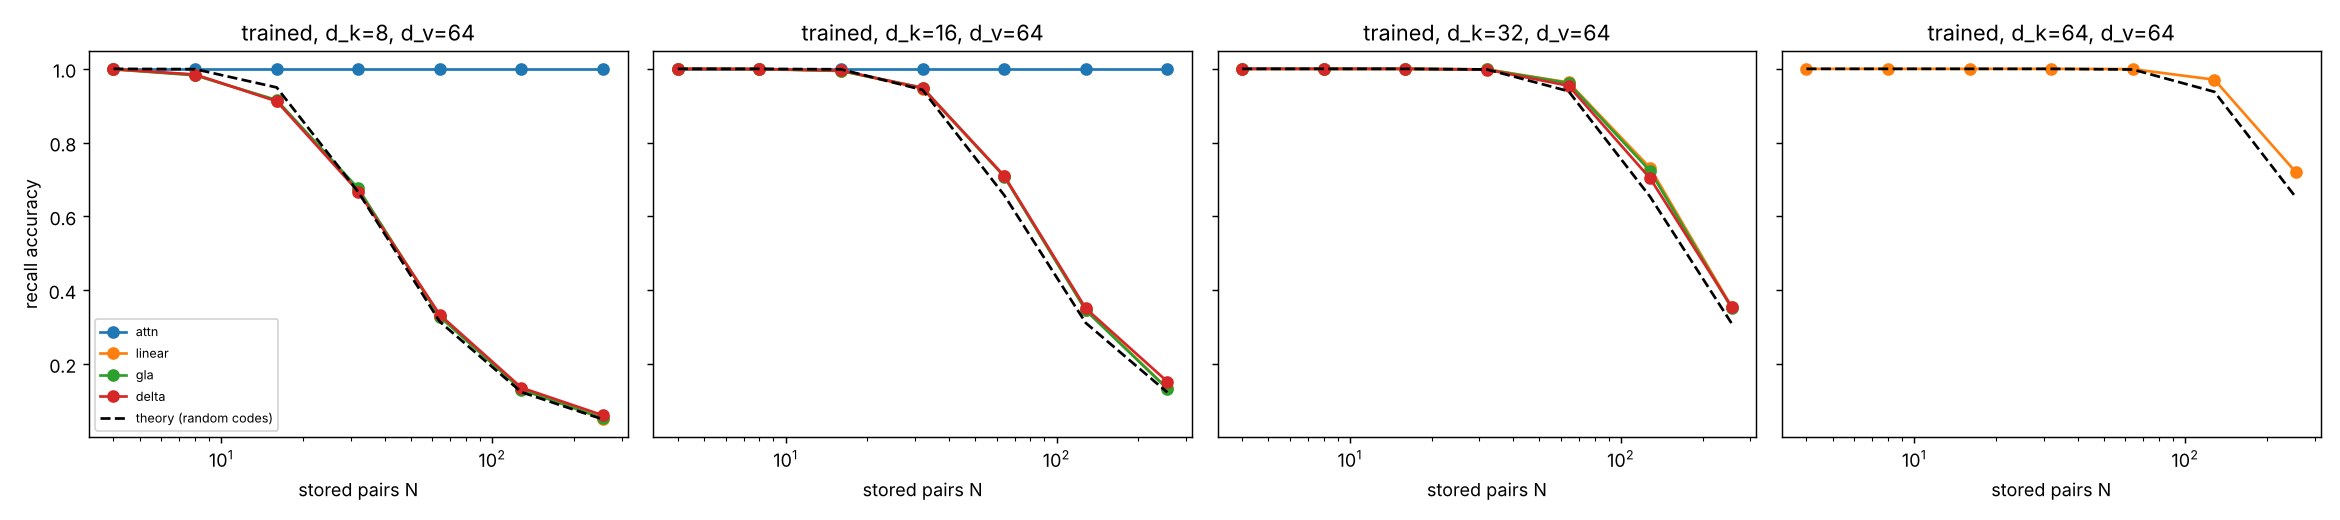 trained, d_k=8, d_v=64
trained, d_k=16, d_v=64
trained, d_k=32, d_v=64
trained, d_k=64, d_v=64
recall accuracy
1.0
0.8
0.6
0.4
0.2
attn
linear
gla
delta
theory (random codes)
10¹ 10²
10¹ 10²
10¹ 10²
10¹ 10²
stored pairs N
stored pairs N
stored pairs N
stored pairs N